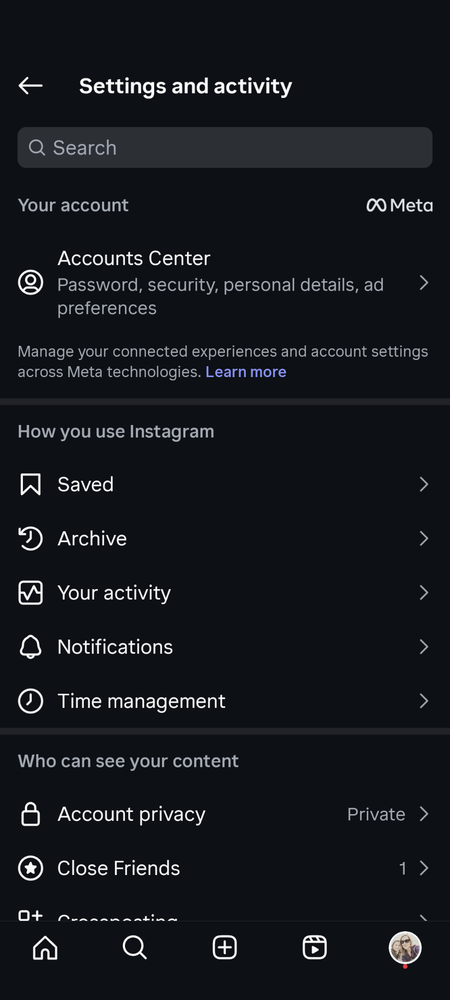 Settings and activity
Search
Your account
Meta
Accounts Center
Password, security, personal details, ad
preferences
Manage your connected experiences and account settings
across Meta technologies. Learn more
How you use Instagram
Saved
Archive
Your activity
Notifications
Time management
Who can see your content
Account privacy
Private
Close Friends
1
Crossposting